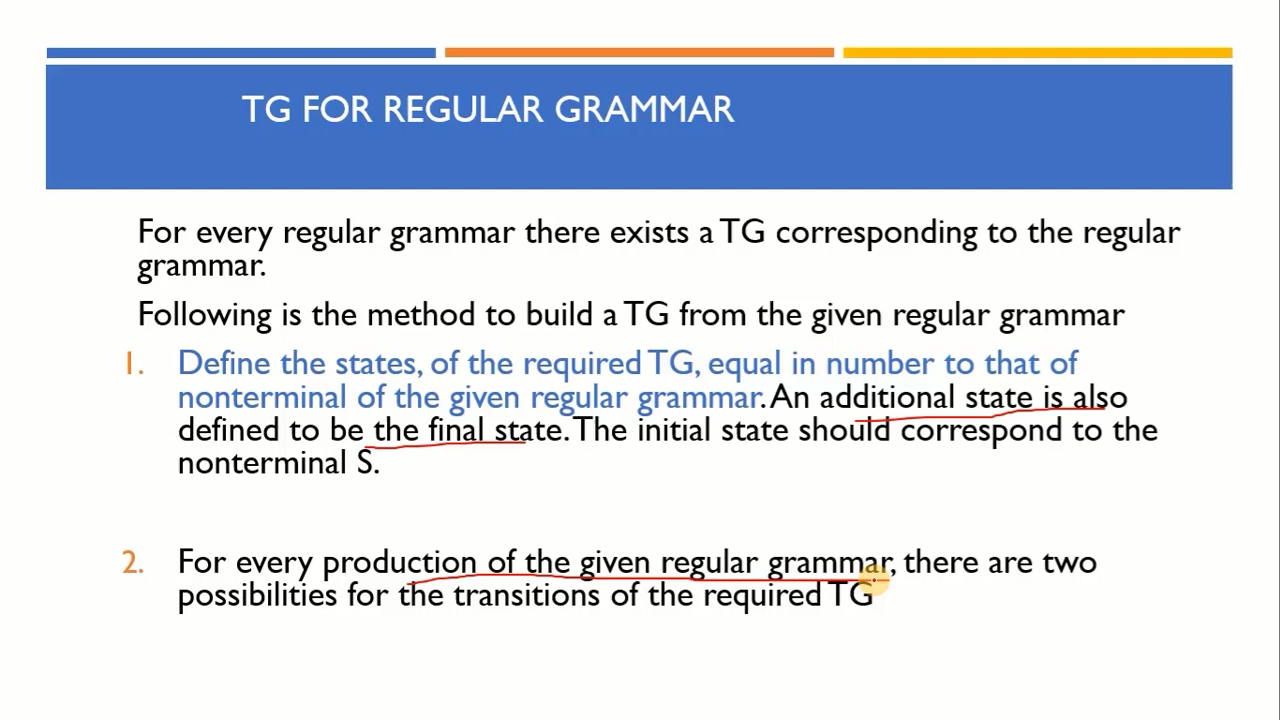 TG FOR REGULAR GRAMMAR
For every regular grammar there exists a TG corresponding to the regular
grammar.
Following is the method to build a TG from the given regular grammar
1. Define the states, of the required TG, equal in number to that of
nonterminal of the given regular grammar. An additional state is also
defined to be the final state. The initial state should correspond to the
nonterminal S.
2. For every production of the given regular grammar, there are two
possibilities for the transitions of the required TG